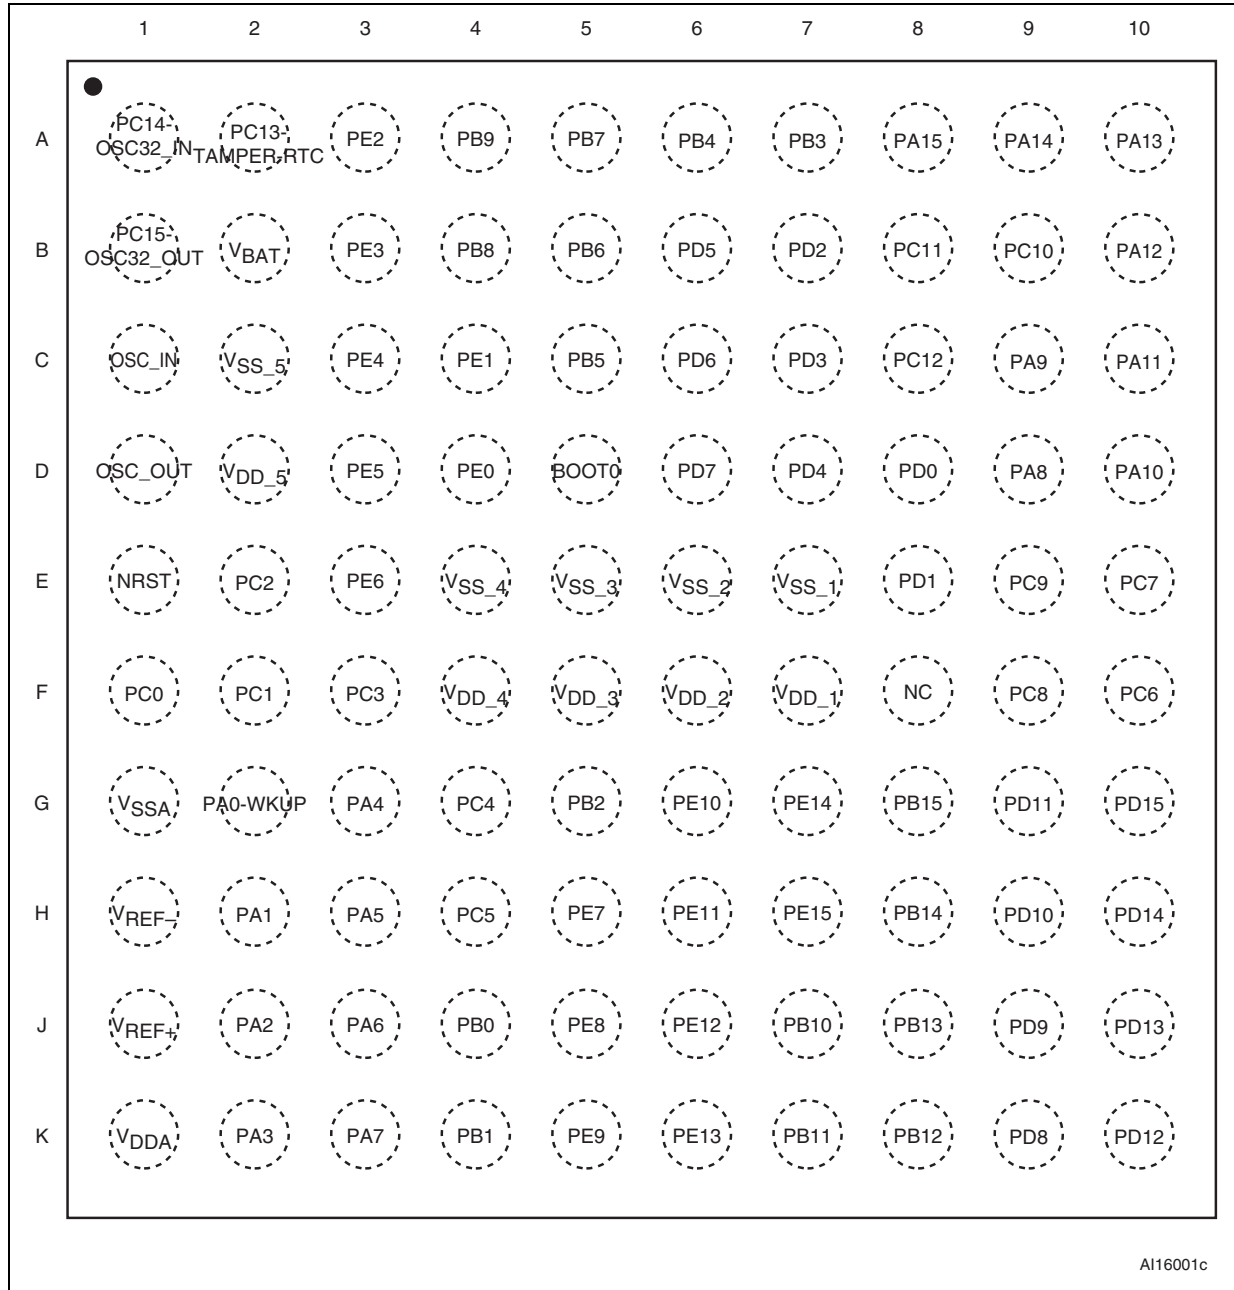 1 2 3 4 5 6 7 8 9 10
A PC14-OSC32_IN PC13-TAMPER-RTC PE2 PB9 PB7 PB4 PB3 PA15 PA14 PA13
B PC15-OSC32_OUT VBAT PE3 PB8 PB6 PD5 PD2 PC11 PC10 PA12
C OSC_IN VSS_5 PE4 PE1 PB5 PD6 PD3 PC12 PA9 PA11
D OSC_OUT VDD_5 PE5 PE0 BOOT0 PD7 PD4 PD0 PA8 PA10
E NRST PC2 PE6 VSS_4 VSS_3 VSS_2 VSS_1 PD1 PC9 PC7
F PC0 PC1 PC3 VDD_4 VDD_3 VDD_2 VDD_1 NC PC8 PC6
G VSSA PA0-WKUP PA4 PC4 PB2 PE10 PE14 PB15 PD11 PD15
H VREF– PA1 PA5 PC5 PE7 PE11 PE15 PB14 PD10 PD14
J VREF+ PA2 PA6 PB0 PE8 PE12 PB10 PB13 PD9 PD13
K VDDA PA3 PA7 PB1 PE9 PE13 PB11 PB12 PD8 PD12
AI16001c